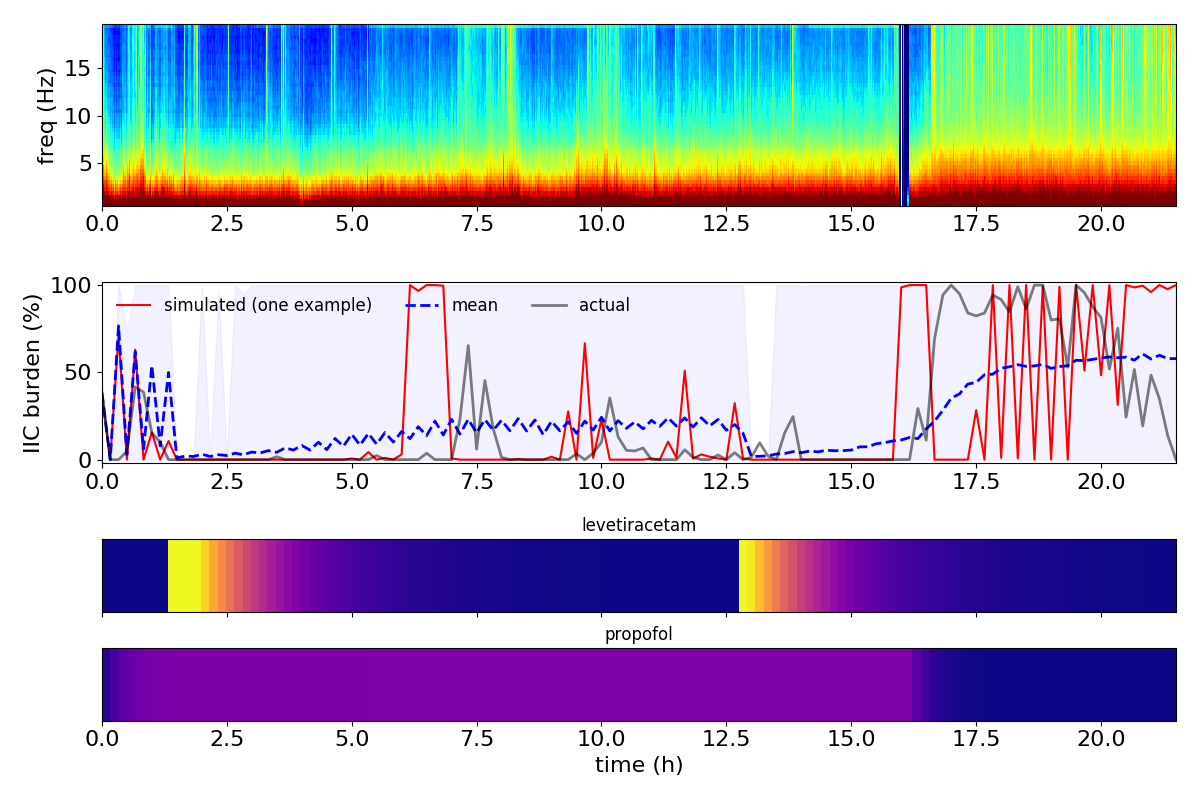 freq (Hz)
15
10
5
0.0 2.5 5.0 7.5 10.0 12.5 15.0 17.5 20.0
IIC burden (%)
100
50
0
simulated (one example) mean actual
0.0 2.5 5.0 7.5 10.0 12.5 15.0 17.5 20.0
levetiracetam
propofol
0.0 2.5 5.0 7.5 10.0 12.5 15.0 17.5 20.0
time (h)